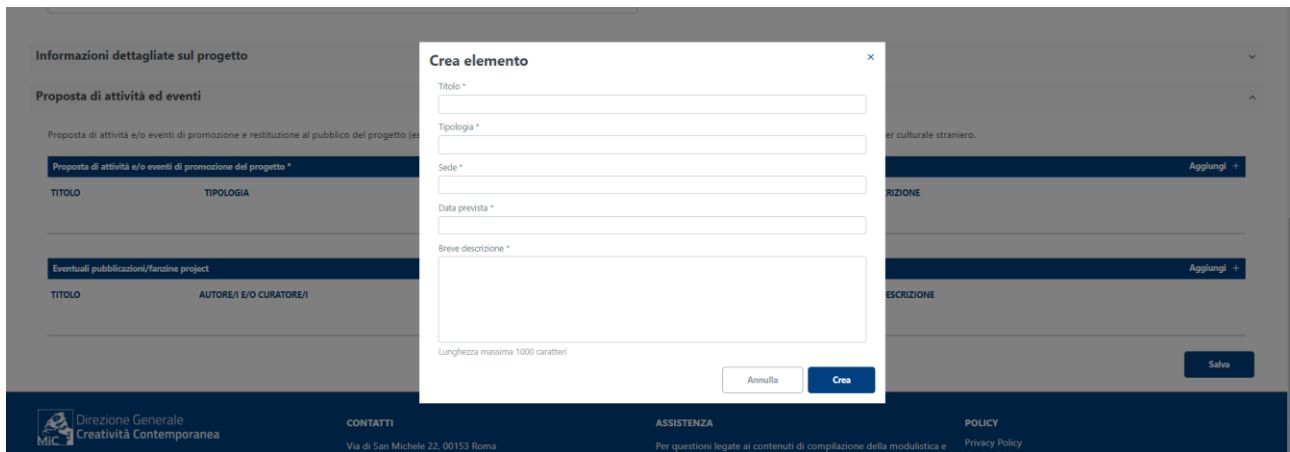 Informazioni dettagliate sul progetto
Proposta di attività ed eventi
Proposta di attività e/o eventi di promozione e restituzione al pubblico del progetto (es
er culturale straniero.
Proposta di attività e/o eventi di promozione del progetto *
Aggiungi +
TITOLO
TIPOLOGIA
RIZIONE
Eventuali pubblicazioni/fanzine project
Aggiungi +
TITOLO
AUTORE/I E/O CURATORE/I
ESCRIZIONE
Salva
Crea elemento
×
Titolo *
Tipologia *
Sede *
Data prevista *
Breve descrizione *
Lunghezza massima 1000 caratteri
Annulla
Crea
MiC
Direzione Generale
Creatività Contemporanea
CONTATTI
Via di San Michele 22, 00153 Roma
ASSISTENZA
Per questioni legate ai contenuti di compilazione della modulistica e
POLICY
Privacy Policy